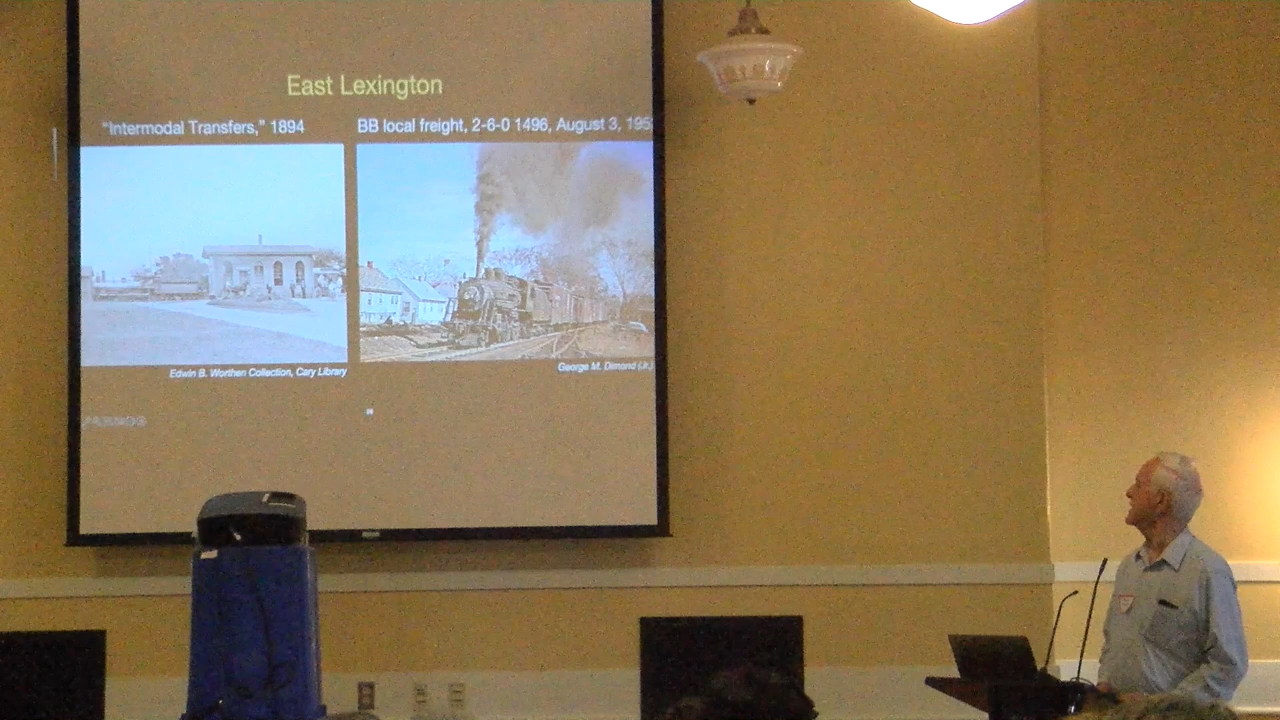 East Lexington
"Intermodal Transfers," 1894
BB local freight, 2-6-0 1496, August 3, 195
Edwin B. Worthen Collection, Cary Library
George M. Dimond (Jr.)